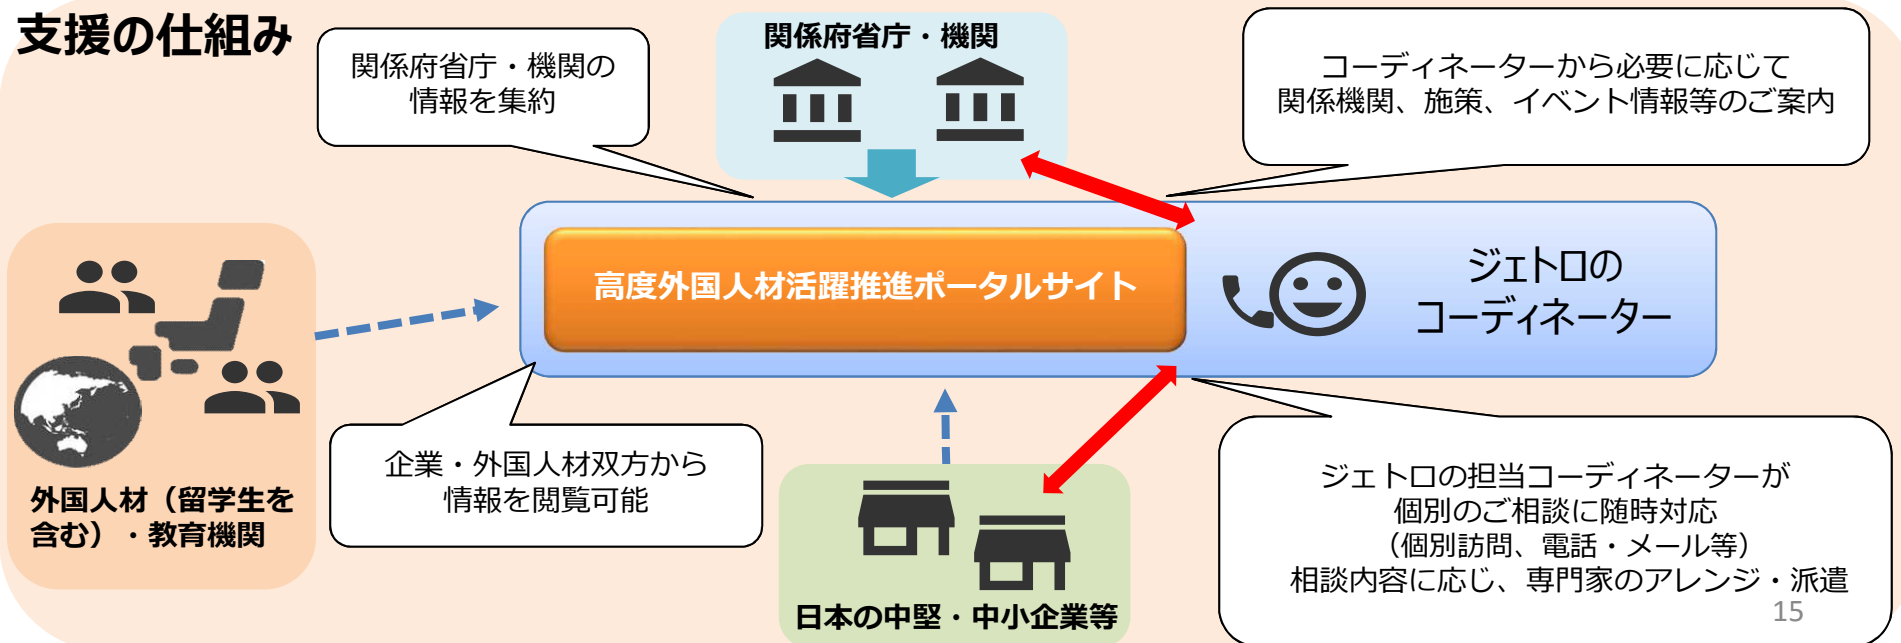 支援の仕組み
関係府省庁・機関の
情報を集約
関係府省庁・機関
コーディネーターから必要に応じて
関係機関、施策、イベント情報等のご案内
高度外国人材活躍推進ポータルサイト
ジェトロの
コーディネーター
外国人材（留学生を
含む）・教育機関
企業・外国人材双方から
情報を閲覧可能
日本の中堅・中小企業等
ジェトロの担当コーディネーターが
個別のご相談に随時対応
（個別訪問、電話・メール等）
相談内容に応じ、専門家のアレンジ・派遣
15